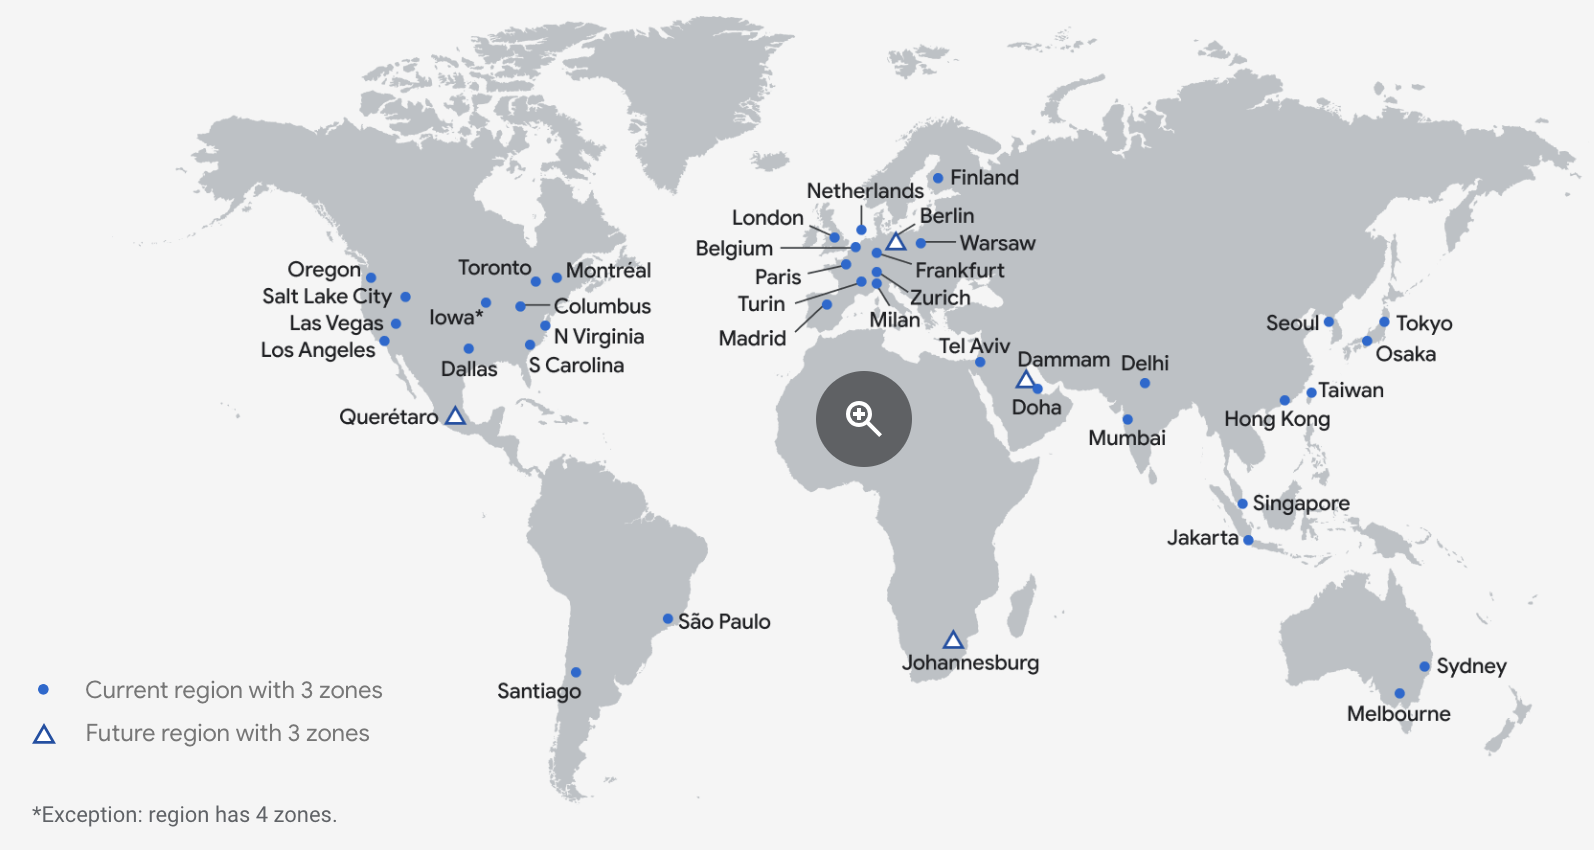 Finland
Netherlands
London
Berlin
Belgium
Warsaw
Oregon
Toronto
Montréal
Paris
Frankfurt
Salt Lake City
Iowa*
Columbus
Turin
Zurich
Las Vegas
N Virginia
Madrid
Milan
Seoul
Tokyo
Los Angeles
Dallas
S Carolina
Tel Aviv
Dammam
Delhi
Osaka
Querétaro
Doha
Mumbai
Taiwan
Hong Kong
Singapore
Jakarta
São Paulo
Johannesburg
Santiago
Sydney
Melbourne
Current region with 3 zones
Future region with 3 zones
*Exception: region has 4 zones.